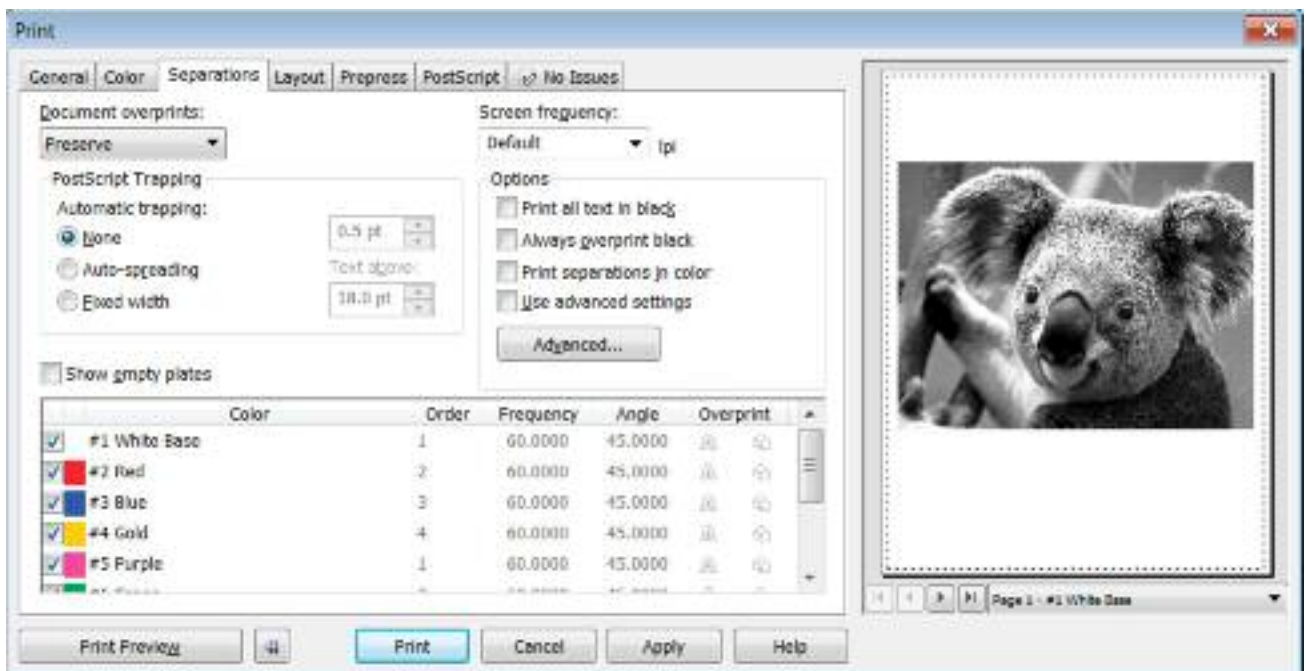 Print
General Color Separations Layout Prepress PostScript No Issues
Document overprints:
Preserve
Screen frequency:
Default lpi
PostScript Trapping
Automatic trapping:
None
0.5 pt
Auto-spreading
Text above:
Fixed width
18.0 pt
Options
Print all text in black
Always overprint black
Print separations in color
Use advanced settings
Advanced...
Show empty plates
Color Order Frequency Angle Overprint
#1 White Base 1 60.0000 45.0000
#2 Red 2 60.0000 45.0000
#3 Blue 3 60.0000 45.0000
#4 Gold 4 60.0000 45.0000
#5 Purple 1 60.0000 45.0000
Page 1 - #1 White Base
Print Preview Print Cancel Apply Help